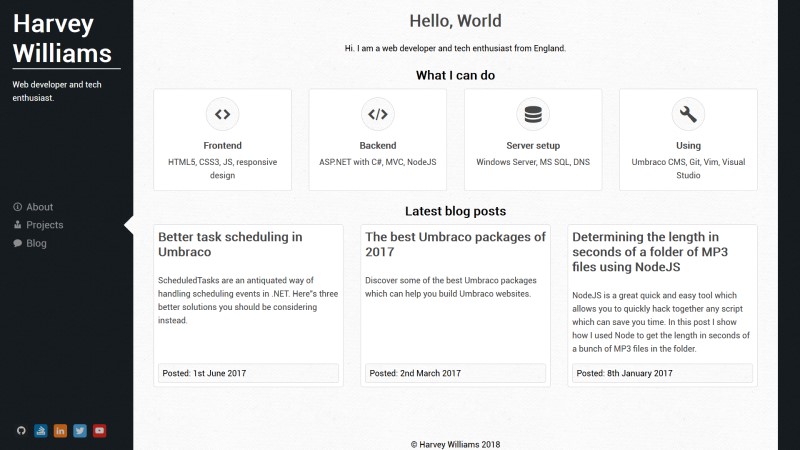 Harvey
Williams
Web developer and tech
enthusiast.
About
Projects
Blog
Hello, World
Hi. I am a web developer and tech enthusiast from England.
What I can do
Frontend
HTML5, CSS3, JS, responsive
design
Backend
ASP.NET with C#, MVC, NodeJS
Server setup
Windows Server, MS SQL, DNS
Using
Umbraco CMS, Git, Vim, Visual
Studio
Latest blog posts
Better task scheduling in
Umbraco
ScheduledTasks are an antiquated way of
handling scheduling events in .NET. Here"s three
better solutions you should be considering
instead.
Posted: 1st June 2017
The best Umbraco packages of
2017
Discover some of the best Umbraco packages
which can help you build Umbraco websites.
Posted: 2nd March 2017
Determining the length in
seconds of a folder of MP3
files using NodeJS
NodeJS is a great quick and easy tool which
allows you to quickly hack together any script
which can save you time. In this post I show
how I used Node to get the length in seconds of
a bunch of MP3 files in the folder.
Posted: 8th January 2017
© Harvey Williams 2018